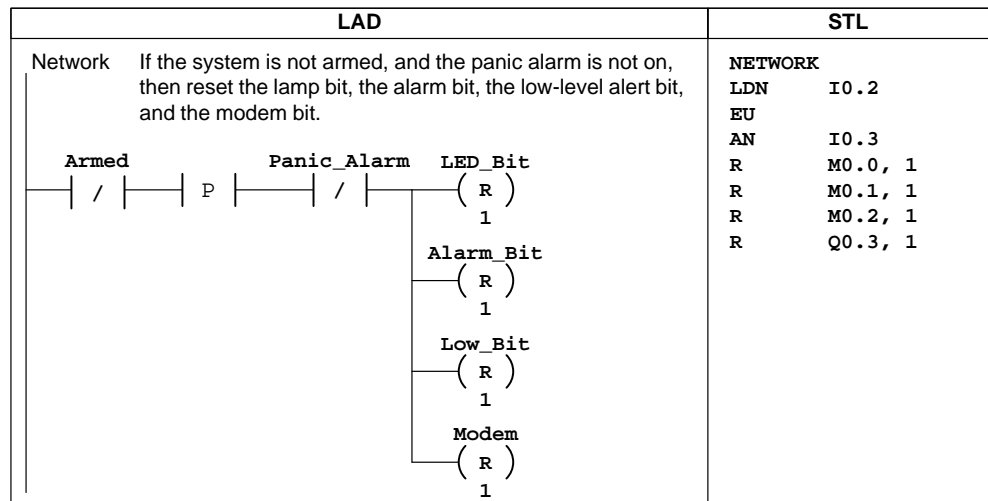 LAD STL
Network If the system is not armed, and the panic alarm is not on,
then reset the lamp bit, the alarm bit, the low-level alert bit,
and the modem bit.
Armed Panic_Alarm LED_Bit
/ P / ( R )
1
Alarm_Bit
( R )
1
Low_Bit
( R )
1
Modem
( R )
1
NETWORK
LDN I0.2
EU
AN I0.3
R M0.0, 1
R M0.1, 1
R M0.2, 1
R Q0.3, 1